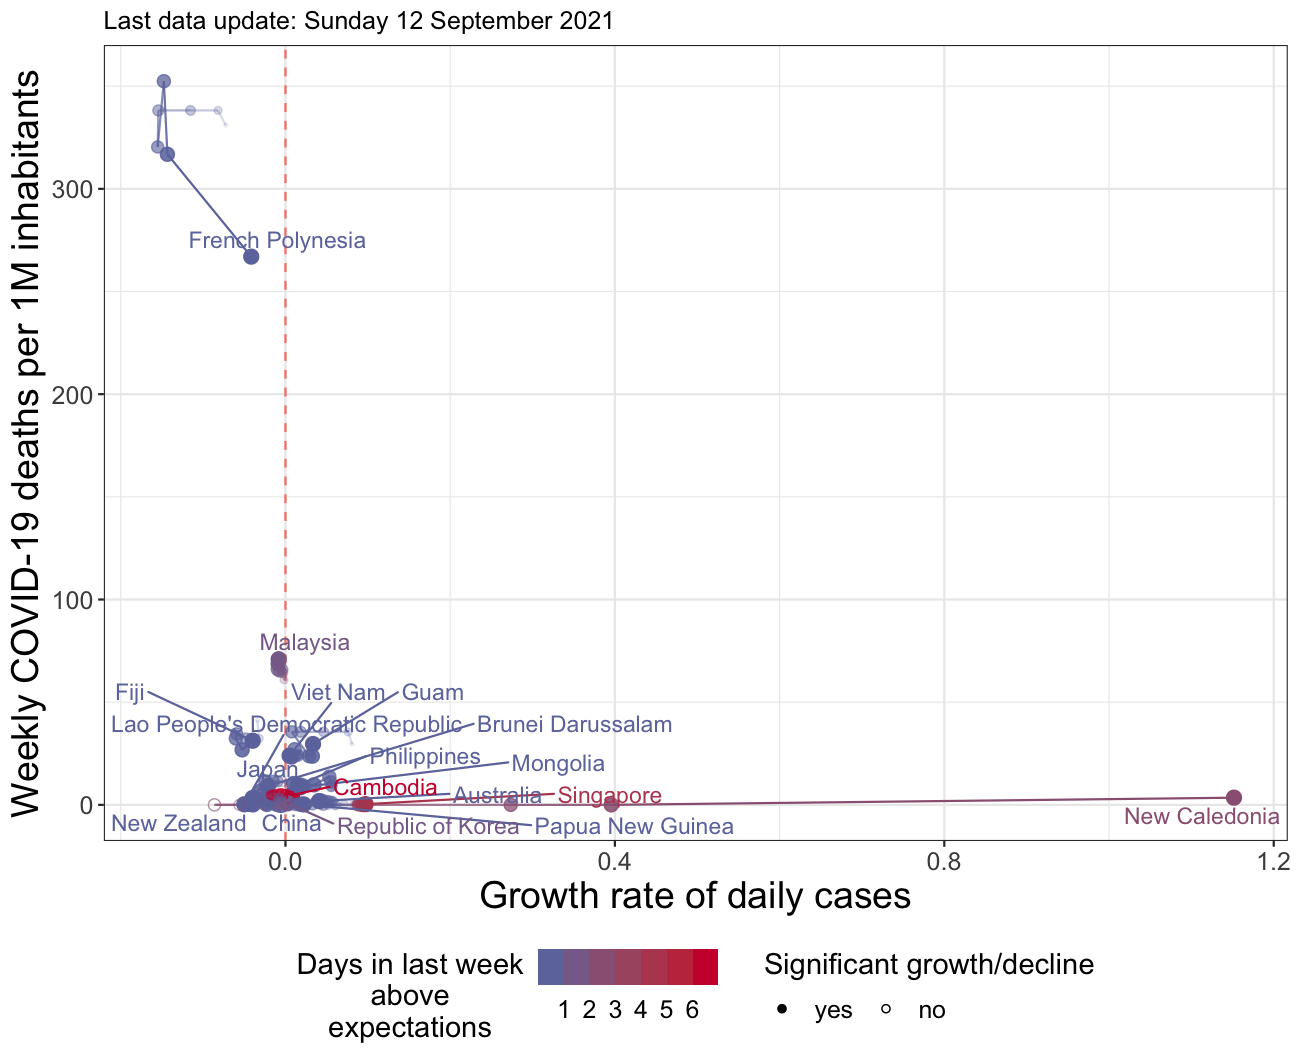 Last data update: Sunday 12 September 2021
Weekly COVID-19 deaths per 1M inhabitants
300
200
100
0
French Polynesia
Malaysia
Fiji
Viet Nam
Guam
Lao People's Democratic Republic
Brunei Darussalam
Philippines
Japan
Mongolia
Cambodia
Australia
Singapore
New Caledonia
New Zealand
China
Republic of Korea
Papua New Guinea
0.0
0.4
0.8
1.2
Growth rate of daily cases
Days in last week
above
expectations
1 2 3 4 5 6
Significant growth/decline
yes
no